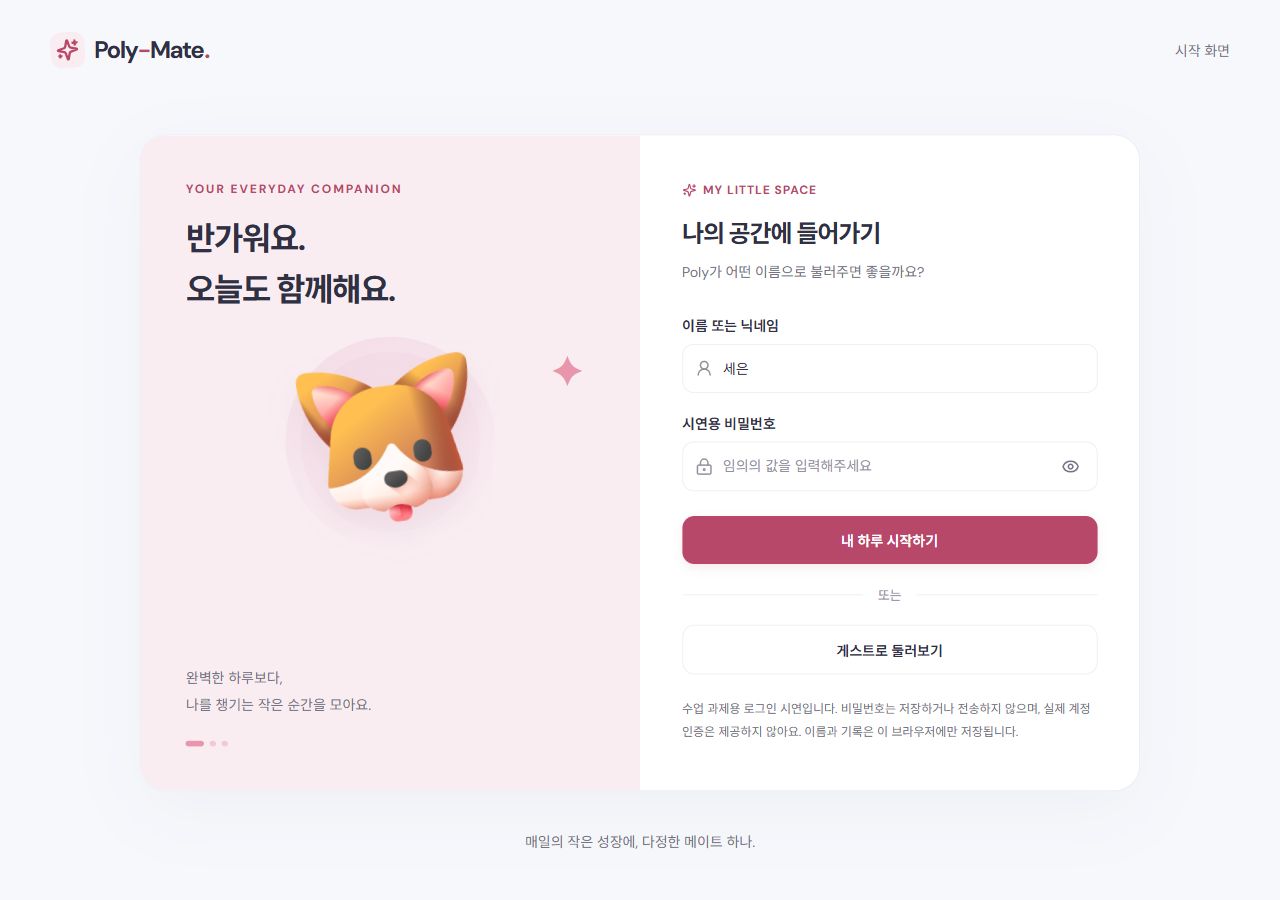 Poly-Mate.
시작 화면
YOUR EVERYDAY COMPANION
반가워요.
오늘도 함께해요.
완벽한 하루보다,
나를 챙기는 작은 순간을 모아요.
MY LITTLE SPACE
나의 공간에 들어가기
Poly가 어떤 이름으로 불러주면 좋을까요?
이름 또는 닉네임
세은
시연용 비밀번호
임의의 값을 입력해주세요
내 하루 시작하기
또는
게스트로 둘러보기
수업 과제용 로그인 시연입니다. 비밀번호는 저장하거나 전송하지 않으며, 실제 계정
인증은 제공하지 않아요. 이름과 기록은 이 브라우저에만 저장됩니다.
매일의 작은 성장에, 다정한 메이트 하나.